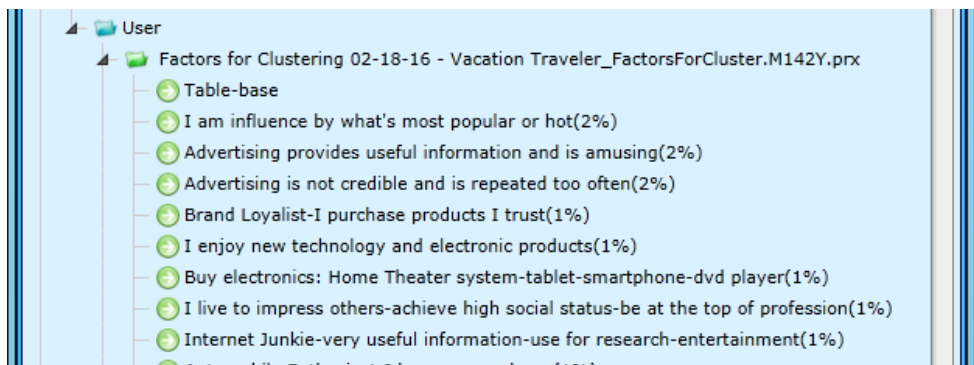 User
Factors for Clustering 02-18-16 - Vacation Traveler_FactorsForCluster.M142Y.prx
Table-base
I am influence by what's most popular or hot(2%)
Advertising provides useful information and is amusing(2%)
Advertising is not credible and is repeated too often(2%)
Brand Loyalist-I purchase products I trust(1%)
I enjoy new technology and electronic products(1%)
Buy electronics: Home Theater system-tablet-smartphone-dvd player(1%)
I live to impress others-achieve high social status-be at the top of profession(1%)
Internet Junkie-very useful information-use for research-entertainment(1%)